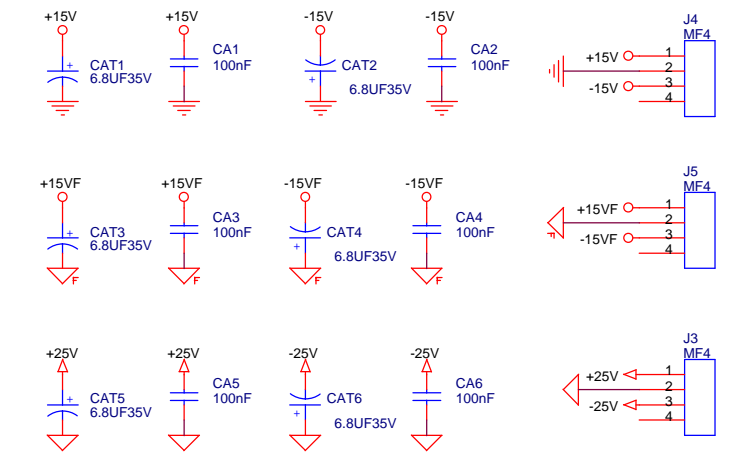 +15V +15V -15V -15V J4
MF4
CAT1 CA1 CAT2 CA2
6.8UF35V 100nF 6.8UF35V 100nF
+
+
+15V 1
2
-15V 3
4
+15VF +15VF -15VF -15VF J5
MF4
CAT3 CA3 CAT4 CA4
6.8UF35V 100nF 6.8UF35V 100nF
+
+
F F F F
+15VF 1
2
F
-15VF 3
4
+25V +25V -25V -25V J3
MF4
CAT5 CA5 CAT6 CA6
6.8UF35V 100nF 6.8UF35V 100nF
+
+
+25V 1
2
-25V 3
4